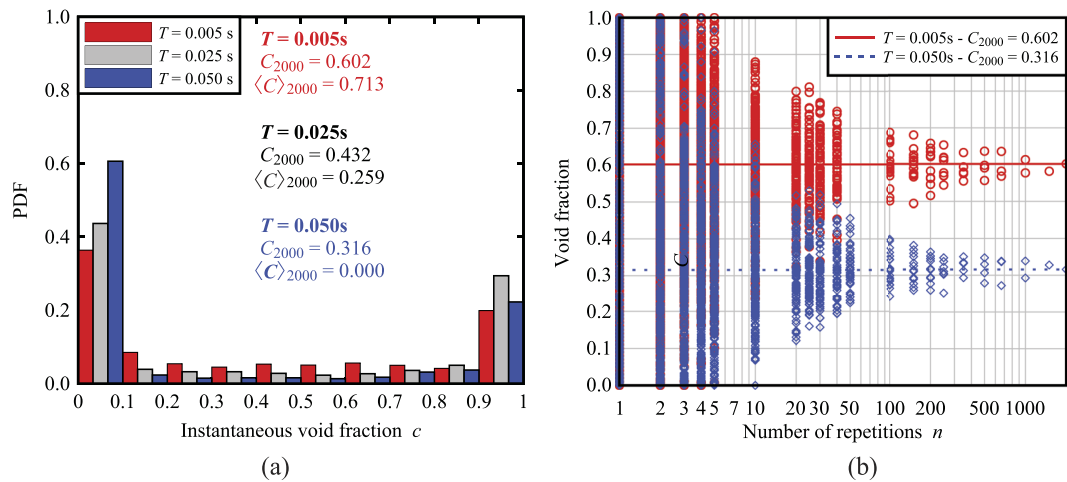 1.0
0.8
0.6
0.4
0.2
0.0
PDF
T = 0.005 s
T = 0.025 s
T = 0.050 s
T = 0.005s
C2000 = 0.602
⟨C⟩2000 = 0.713
T = 0.025s
C2000 = 0.432
⟨C⟩2000 = 0.259
T = 0.050s
C2000 = 0.316
⟨C⟩2000 = 0.000
0 0.1 0.2 0.3 0.4 0.5 0.6 0.7 0.8 0.9 1
Instantaneous void fraction c
(a)
1.0
0.9
0.8
0.7
0.6
0.5
0.4
0.3
0.2
0.1
0.0
Void fraction
T = 0.005s - C2000 = 0.602
T = 0.050s - C2000 = 0.316
C
1 2 3 4 5 7 10 20 30 50 100 200 500 1000
Number of repetitions n
(b)